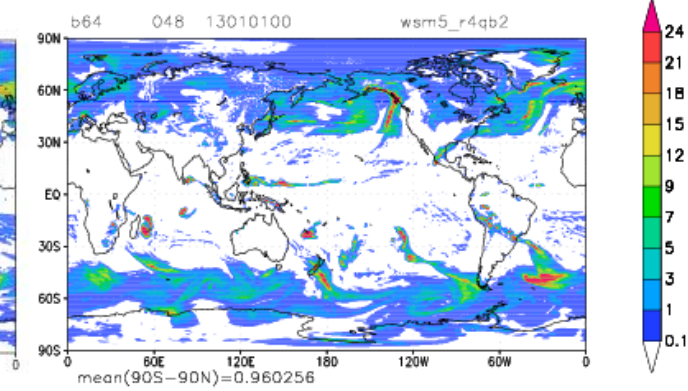 b64 048 13010100 wsm5_r4qb2
90N
60N
30N
EQ
30S
60S
90S
0 0 60E 120E 180 120W 60W 0
mean(90S-90N)=0.960256
24
21
18
15
12
9
7
5
3
1
0.1